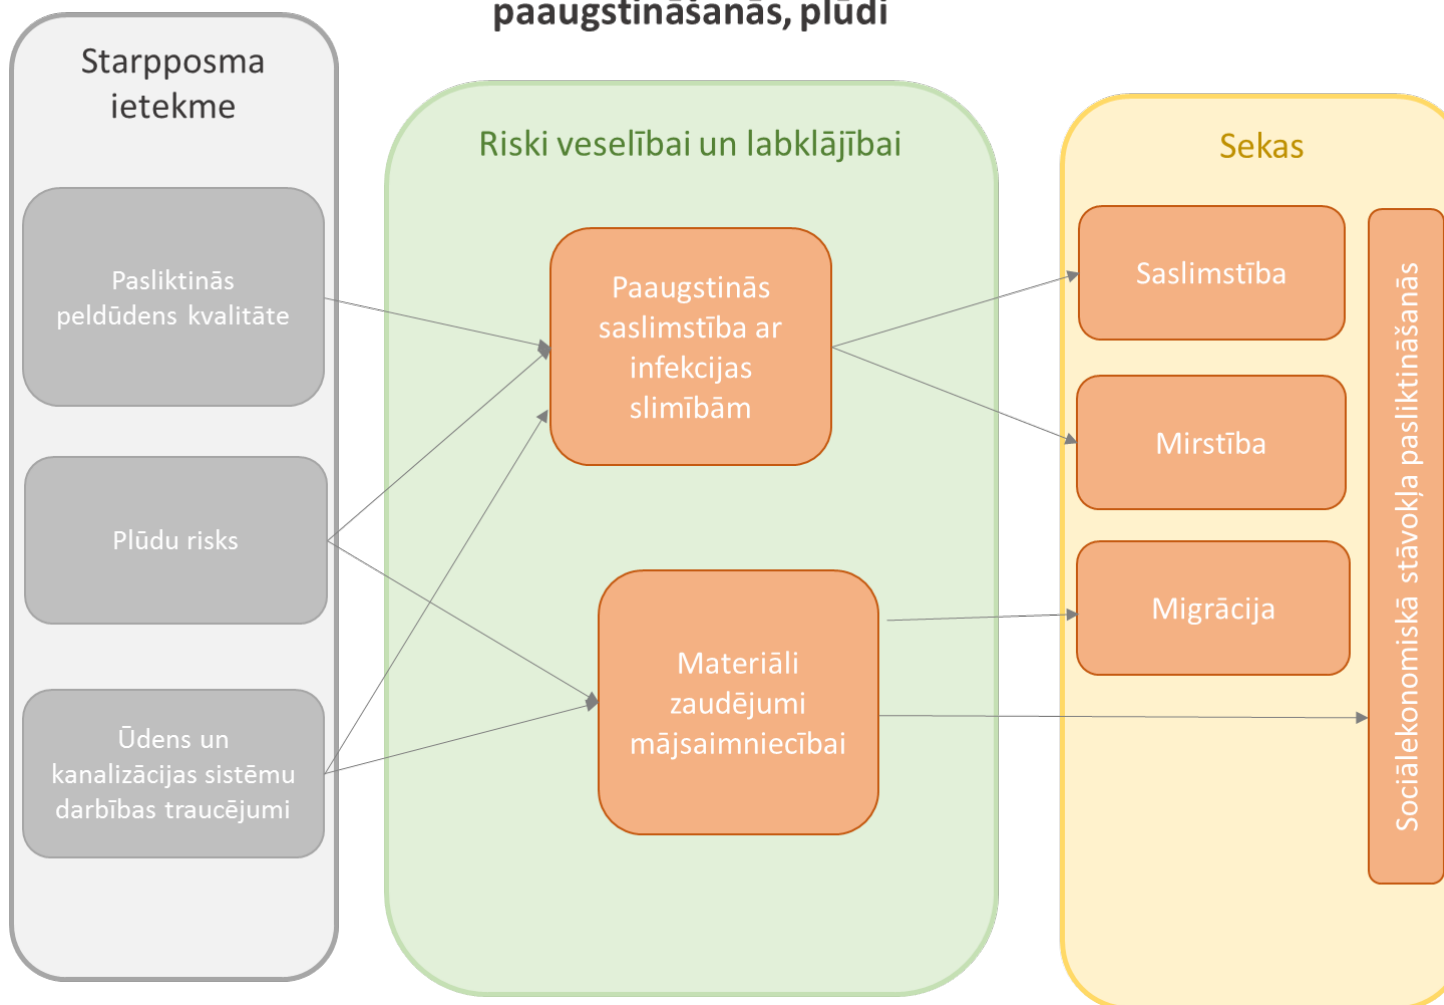 paaugstināšanās, plūdi
Starpposma
ietekme
Pasliktinās
peldūdens kvalitāte
Plūdu risks
Ūdens un
kanalizācijas sistēmu
darbības traucējumi
Riski veselībai un labklājībai
Paaugstinās
saslimstība ar
infekcijas
slimībām
Materiāli
zaudējumi
mājsaimniecībai
Sekas
Saslimstība
Mirstība
Migrācija
Sociālekonomiskā stāvokļa pasliktināšanās